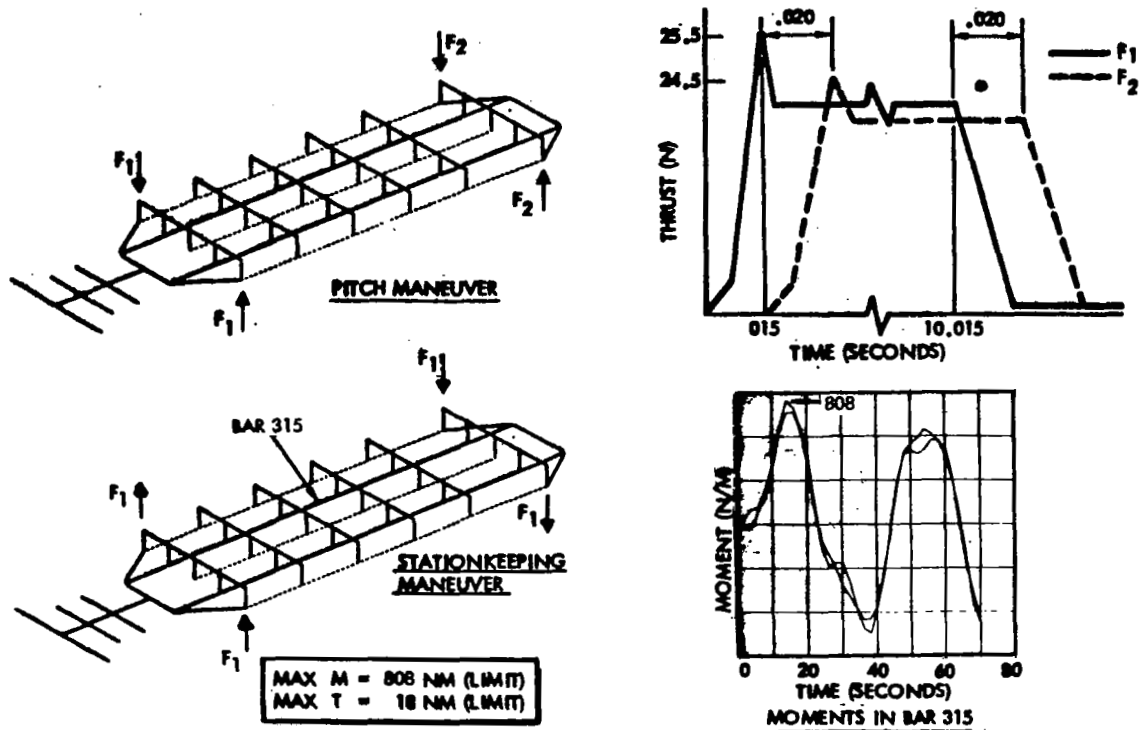 F2
F1
F2
F1
PITCH MANEUVER
25.5
24.5
.020
.020
F1
F2
THRUST (N)
015
10.015
TIME (SECONDS)
F1
BAR 315
F1
F1
STATIONKEEPING
MANEUVER
F1
MAX M = 808 NM (LIMIT)
MAX T = 18 NM (LIMIT)
808
MOMENT (N/M)
0
20
40
60
80
TIME (SECONDS)
MOMENTS IN BAR 315